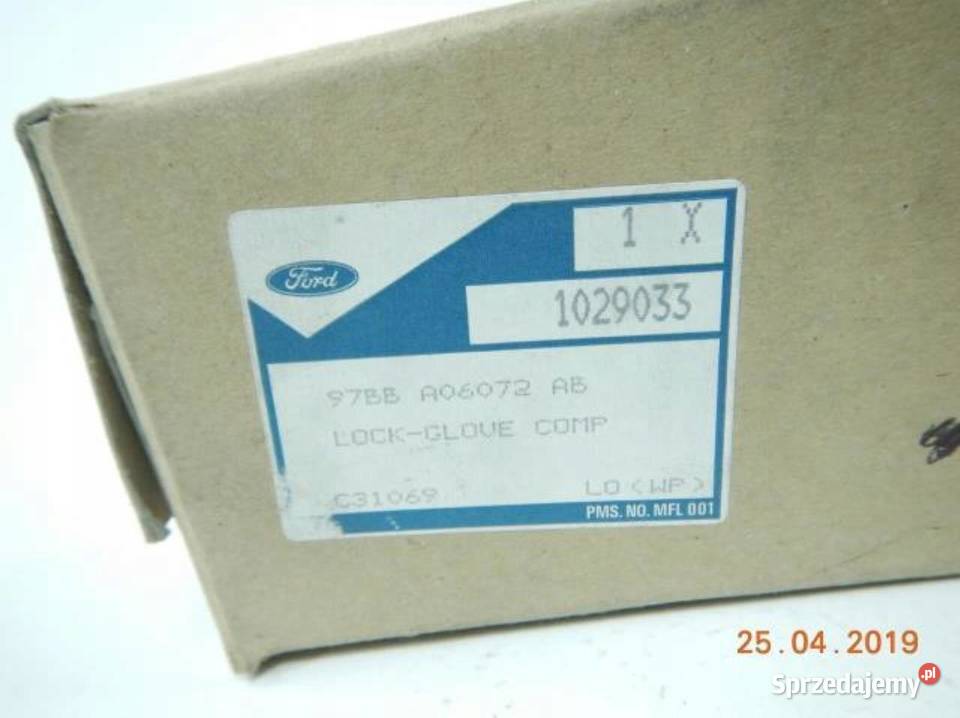 1 X
Ford
1029033
97BB A06072 AB
LOCK-GLOVE COMP
C31069 LO(WP)
PMS. NO. MFL 001
25.04.2019
Sprzedajemy.pl